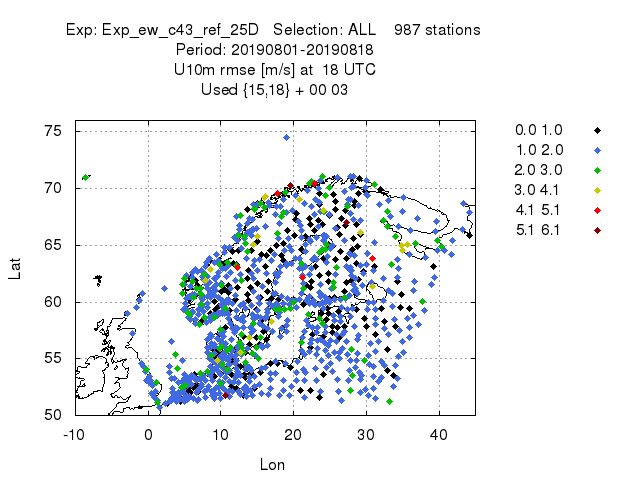 Exp: Exp_ew_c43_ref_25D Selection: ALL 987 stations
Period: 20190801-20190818
U10m rmse [m/s] at 18 UTC
Used {15,18} + 00 03
75
70
65
60
55
50
Lat
-10 0 10 20 30 40
Lon
0.0 1.0
1.0 2.0
2.0 3.0
3.0 4.1
4.1 5.1
5.1 6.1